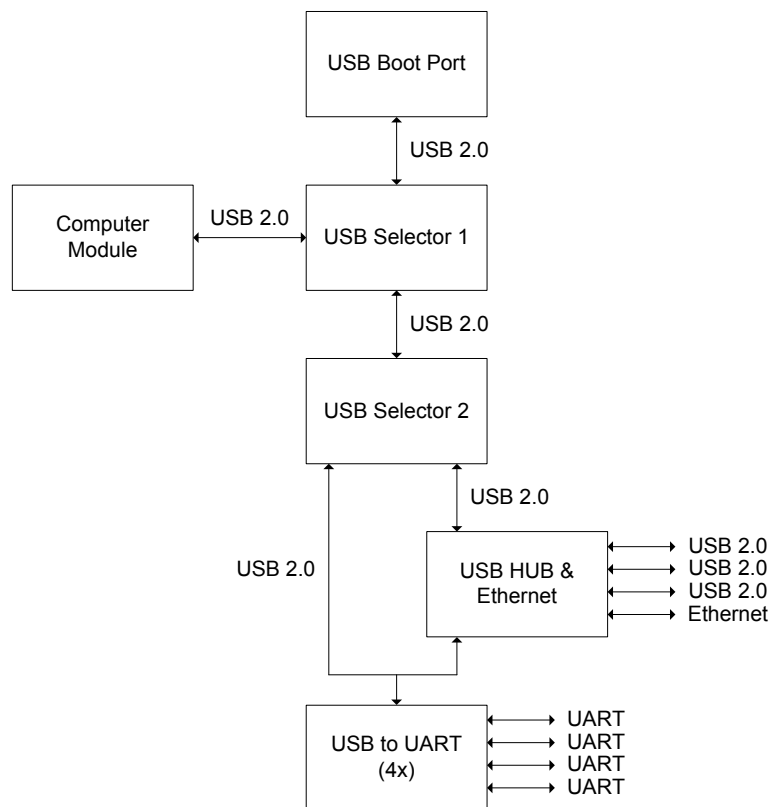 USB Boot Port
USB 2.0
Computer
Module
USB 2.0
USB Selector 1
USB 2.0
USB Selector 2
USB 2.0
USB 2.0
USB HUB &
Ethernet
USB 2.0
USB 2.0
USB 2.0
Ethernet
USB to UART
(4x)
UART
UART
UART
UART